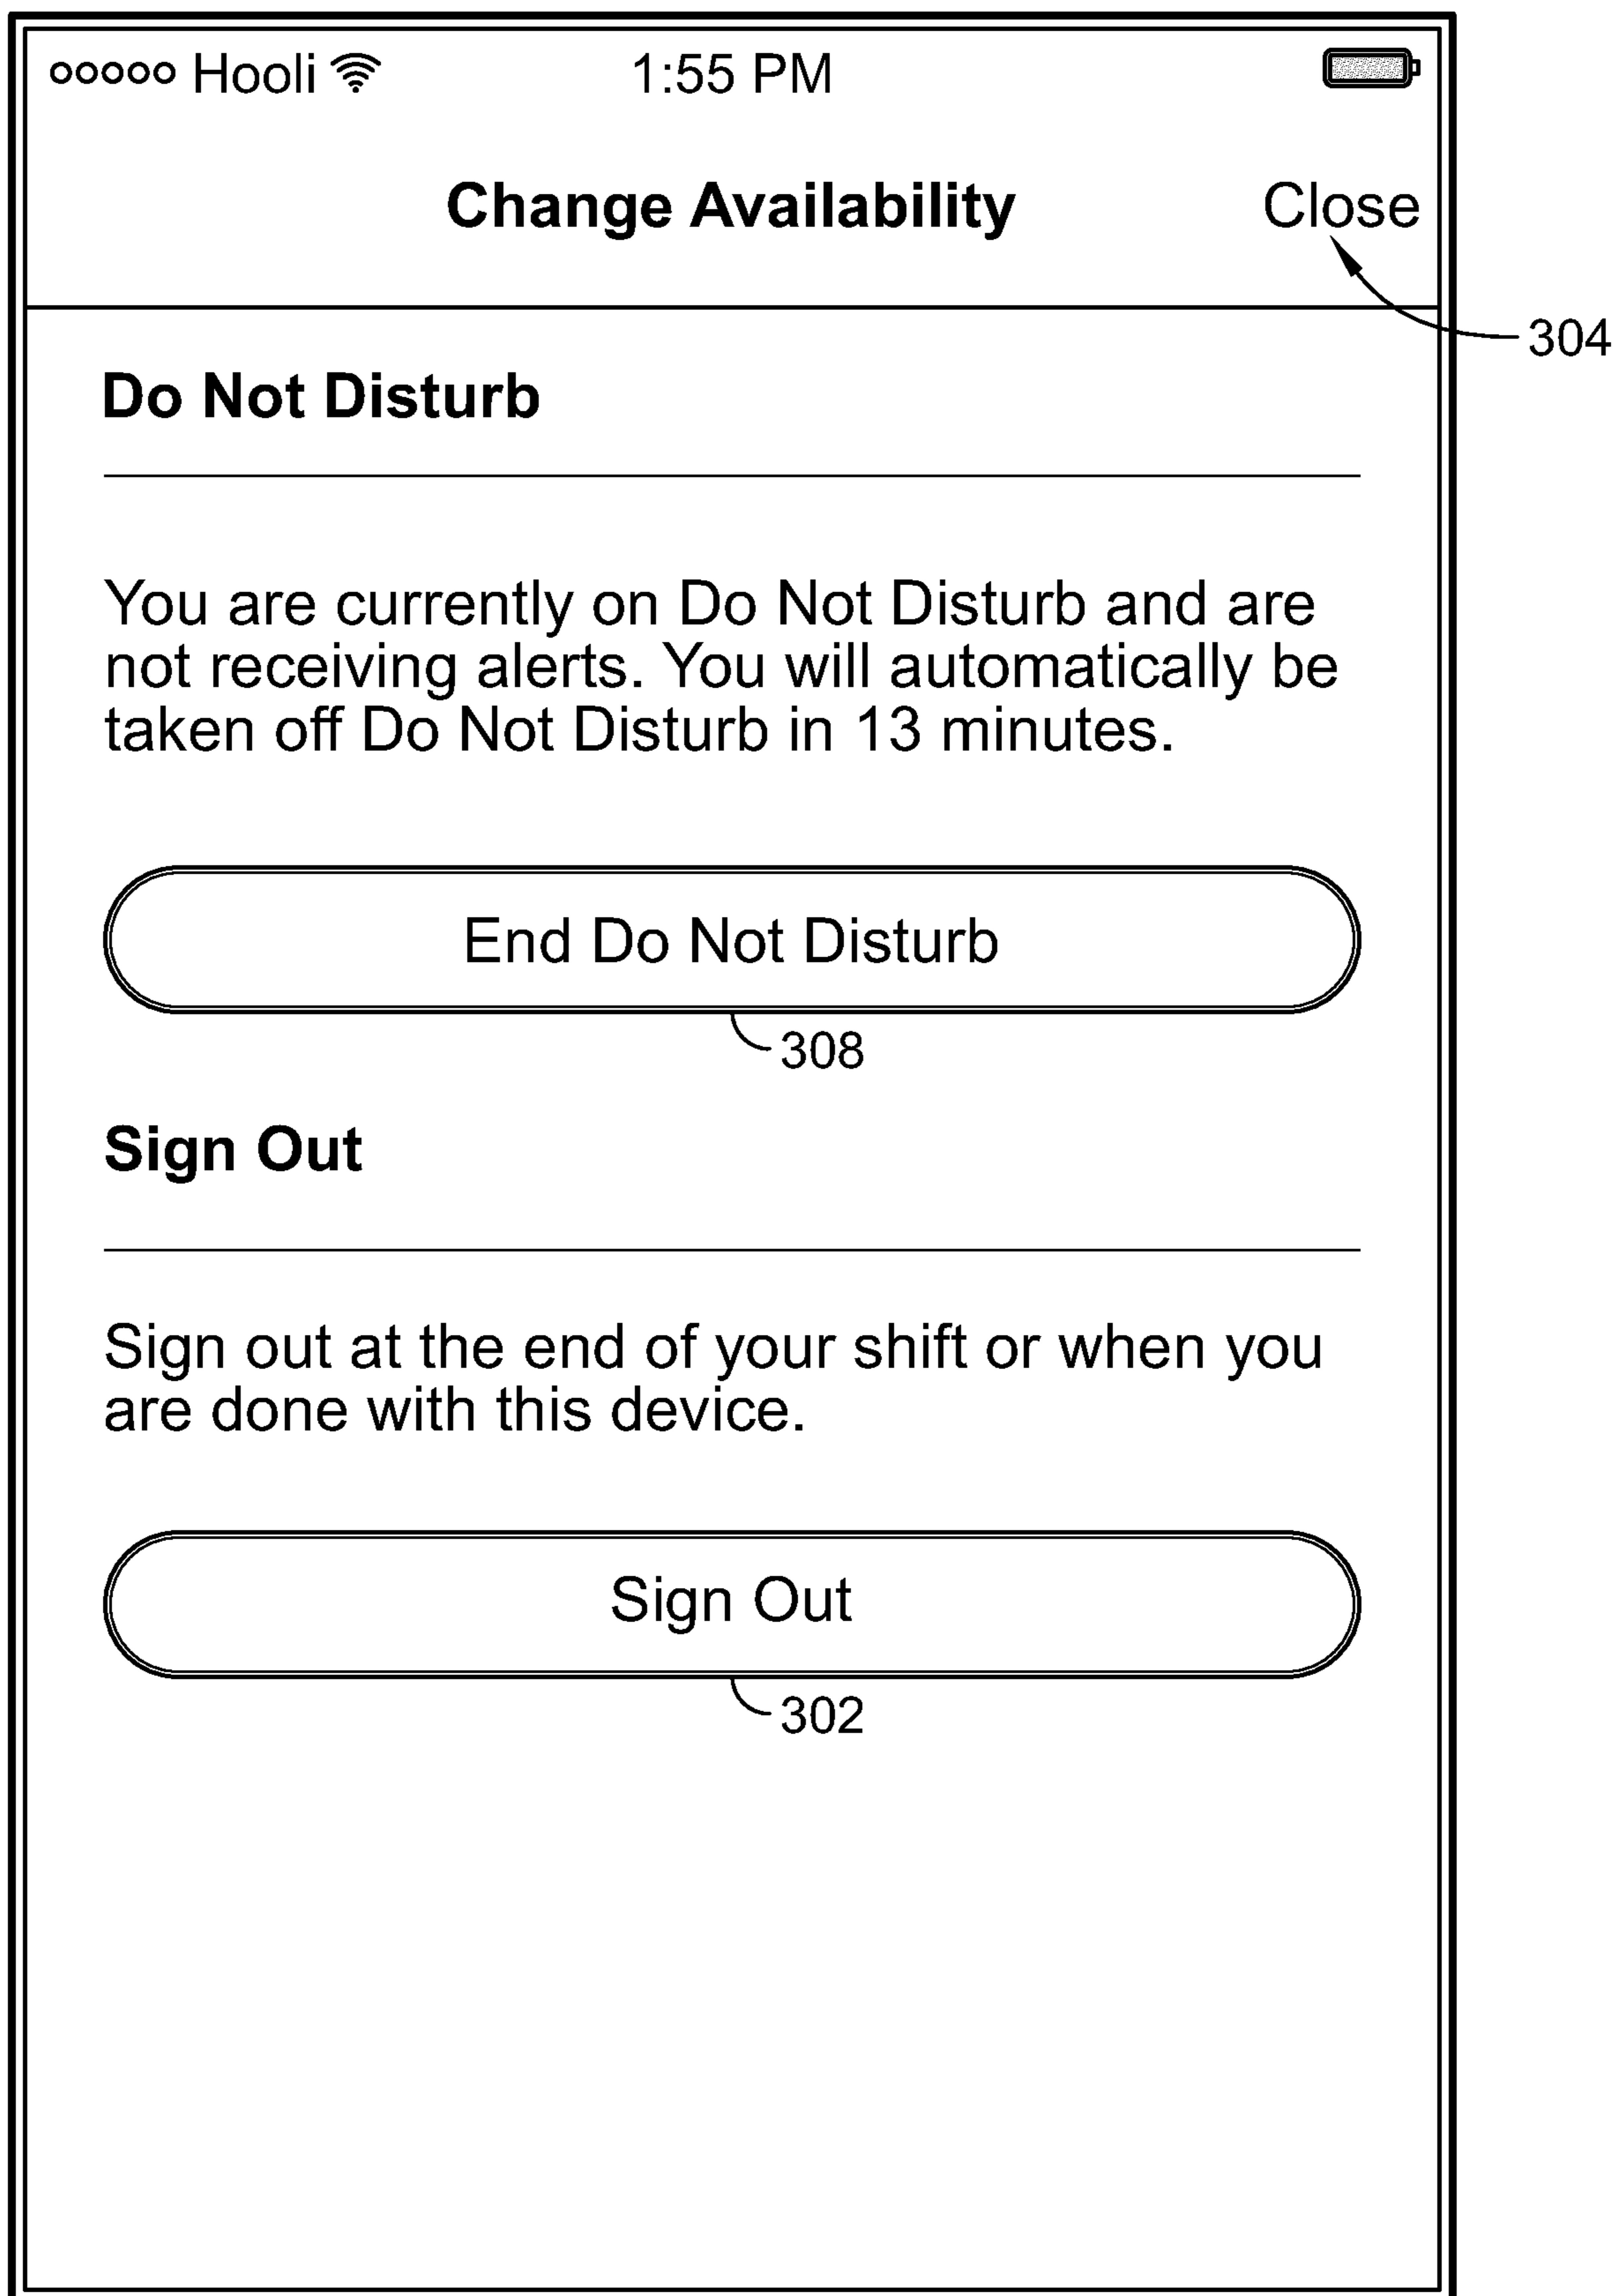 Hooli 1:55 PM
Change Availability Close
304
Do Not Disturb
You are currently on Do Not Disturb and are
not receiving alerts. You will automatically be
taken off Do Not Disturb in 13 minutes.
End Do Not Disturb
308
Sign Out
Sign out at the end of your shift or when you
are done with this device.
Sign Out
302